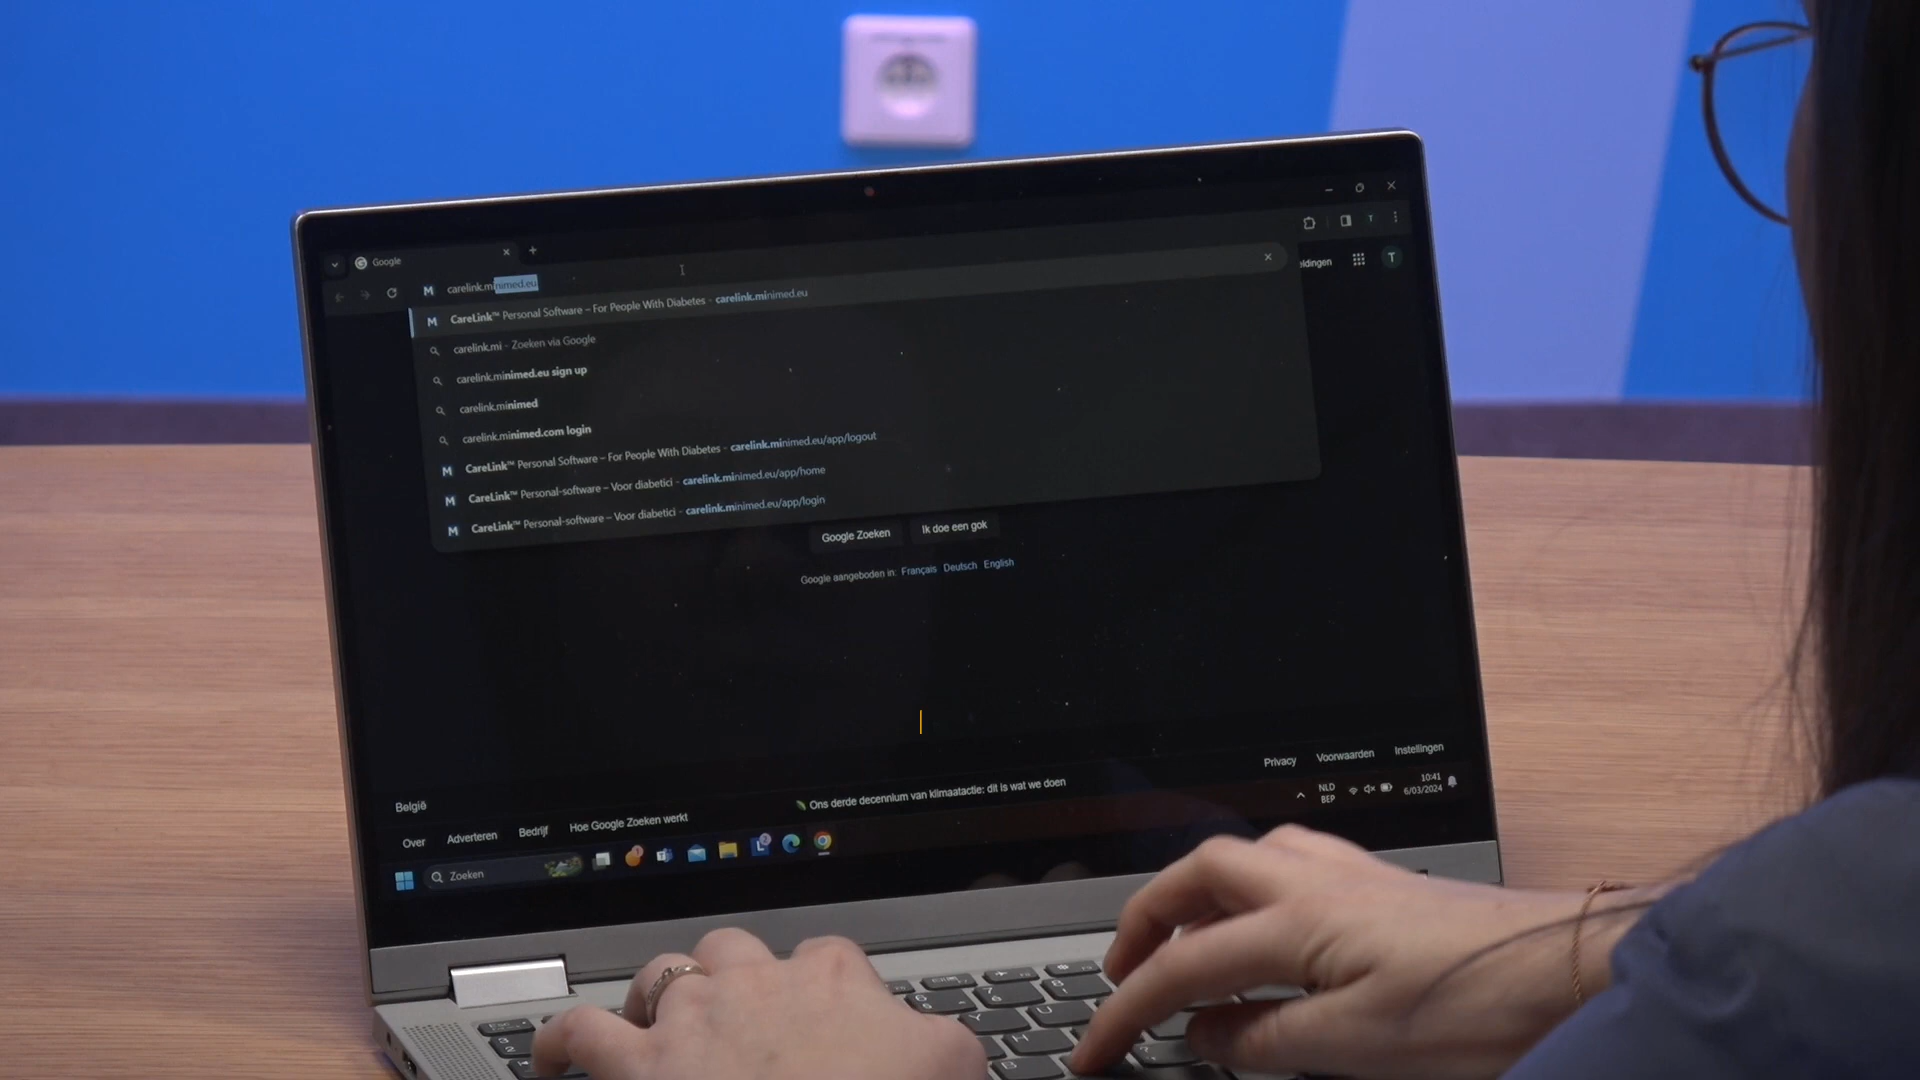 Google
carelink.minimed.eu
CareLink™ Personal Software – For People With Diabetes - carelink.minimed.eu
carelink.mi - Zoeken via Google
carelink.minimed.eu sign up
carelink.minimed
carelink.minimed.com login
CareLink™ Personal Software – For People With Diabetes - carelink.minimed.eu/app/logout
CareLink™ Personal-software – Voor diabetici - carelink.minimed.eu/app/home
CareLink™ Personal-software – Voor diabetici - carelink.minimed.eu/app/login
T
Google Zoeken Ik doe een gok
Google aangeboden in: Français Deutsch English
België
Ons derde decennium van klimaatactie: dit is wat we doen
Over Adverteren Bedrijf Hoe Google Zoeken werkt
Privacy Voorwaarden Instellingen
Zoeken
NLD
BEP
10:41
6/03/2024